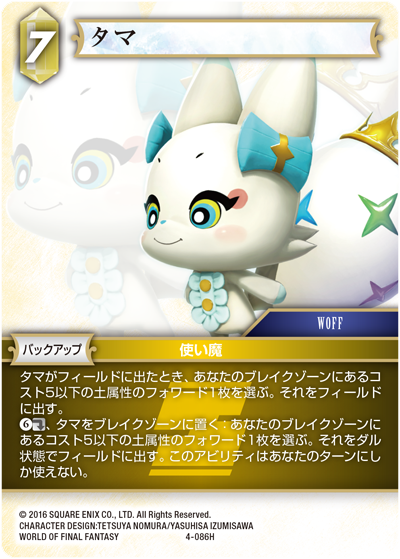 7
タマ
WOFF
バックアップ
使い魔
タマがフィールドに出たとき、あなたのブレイクゾーンにあるコ
スト5以下の土属性のフォワード1枚を選ぶ。それをフィールド
に出す。
6、タマをブレイクゾーンに置く:あなたのブレイクゾーンに
あるコスト5以下の土属性のフォワード1枚を選ぶ。それをダル
状態でフィールドに出す。このアビリティはあなたのターンにし
か使えない。
© 2016 SQUARE ENIX CO., LTD. All Rights Reserved.
CHARACTER DESIGN:TETSUYA NOMURA/YASUHISA IZUMISAWA
WORLD OF FINAL FANTASY 4-086H